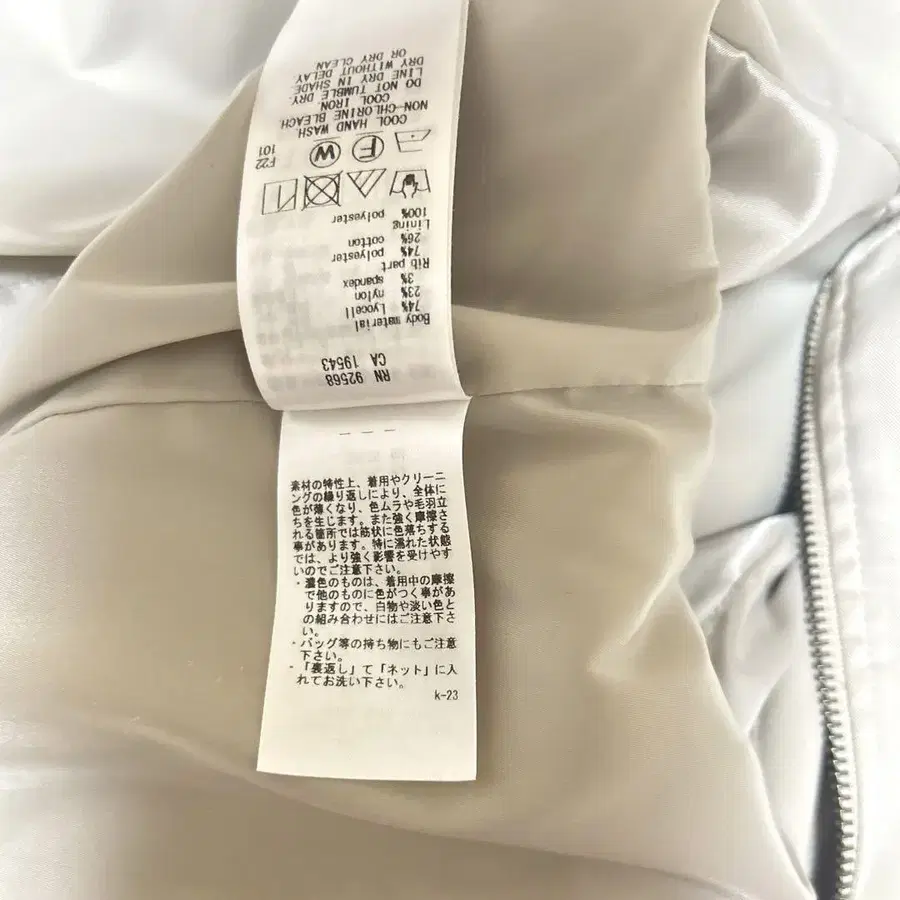 RN 92568
CA 19543
Body material
74% Lyocell
23% nylon
3% spandex
Rib part
74% polyester
26% cotton
Lining
100% polyester
F W
F22
101
COOL HAND WASH.
NON-CHLORINE BLEACH.
COOL IRON.
DO NOT TUMBLE DRY.
LINE DRY IN SHADE.
DRY WITHOUT DELAY
OR DRY CLEAN
素材の特性上、着用やクリーニ
ングの繰り返しにより、全体に
色が薄くなり、色ムラや毛羽立
ちを生じます。また強く摩擦さ
れる箇所では筋状に色落ちする
事があります。特に濡れた状態
では、より強く影響を受けやす
いのでご注意下さい。
・濃色のものは、着用中の摩擦
で他のものに色がつく事があ
りますので、白物や淡い色と
の組み合わせにはご注意下さ
い。
・バッグ等の持ち物にもご注意
下さい。
・「裏返し」て「ネット」に入
れてお洗い下さい。
k-23